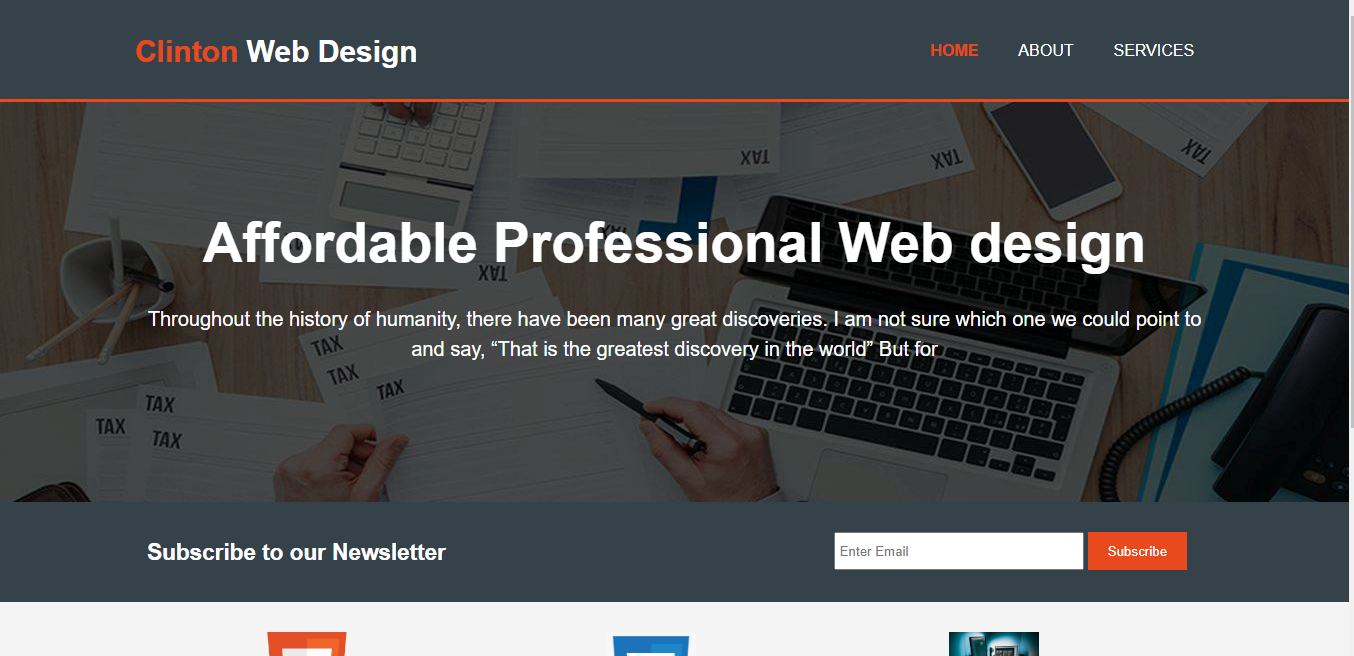 Clinton Web Design
HOME ABOUT SERVICES
TAX
TAX
TAX
Affordable Professional Web design
TAX
TAX
Throughout the history of humanity, there have been many great discoveries. I am not sure which one we could point to
and say, “That is the greatest discovery in the world” But for
TAX
TAX
TAX
TAX
TAX
TAX
Subscribe to our Newsletter
Enter Email
Subscribe